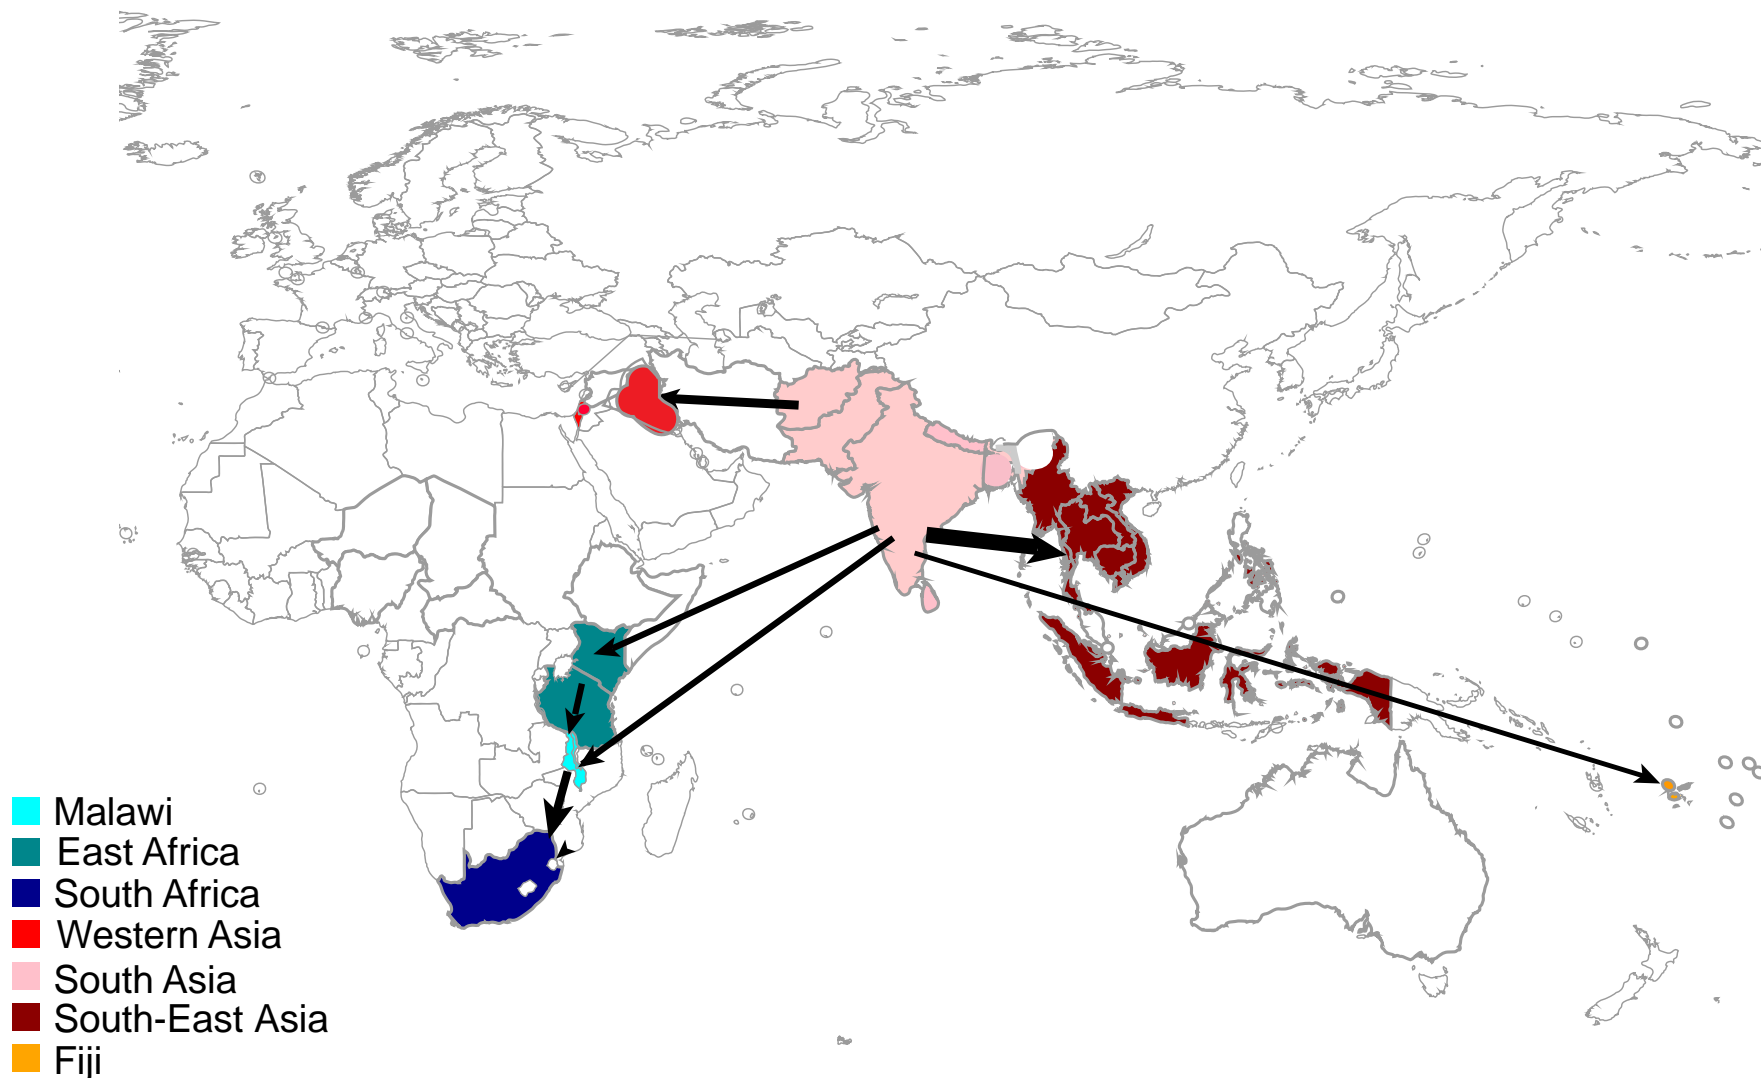 Malawi
East Africa
South Africa
Western Asia
South Asia
South-East Asia
Fiji